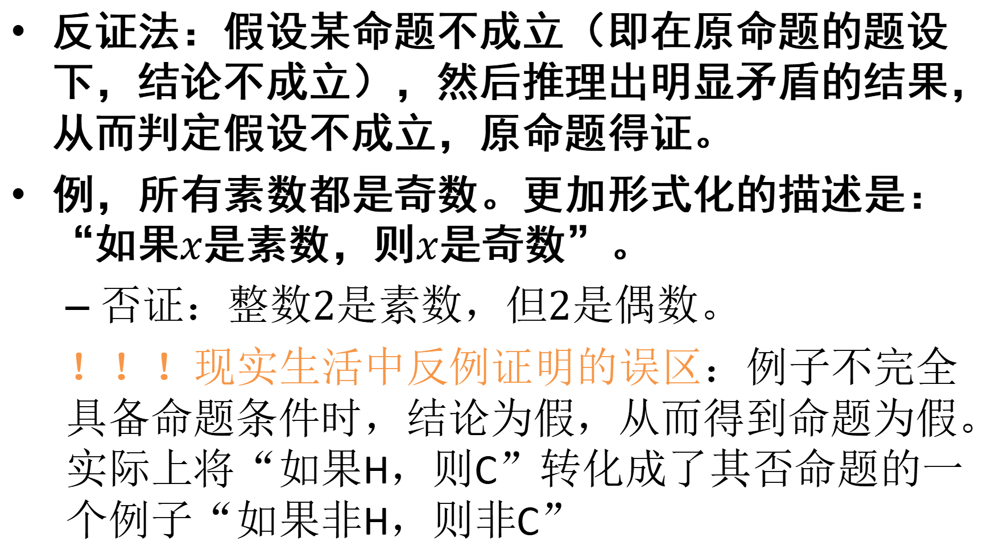 • 反证法：假设某命题不成立（即在原命题的题设
下，结论不成立），然后推理出明显矛盾的结果，
从而判定假设不成立，原命题得证。
• 例，所有素数都是奇数。更加形式化的描述是：
“如果x是素数，则x是奇数”。
– 否证：整数2是素数，但2是偶数。
！！！现实生活中反例证明的误区：例子不完全
具备命题条件时，结论为假，从而得到命题为假。
实际上将“如果H，则C”转化成了其否命题的一
个例子“如果非H，则非C”